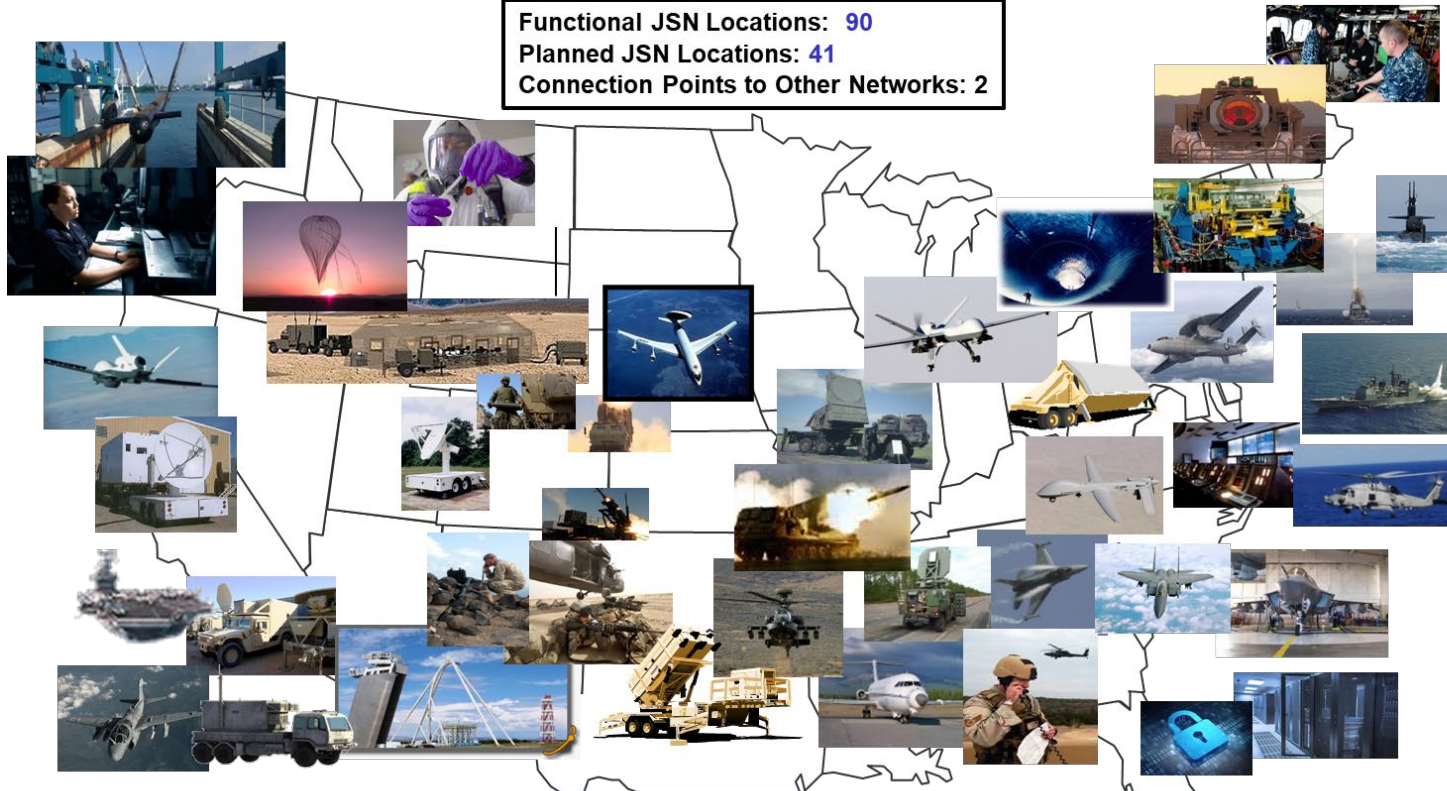 Functional JSN Locations: 90
Planned JSN Locations: 41
Connection Points to Other Networks: 2